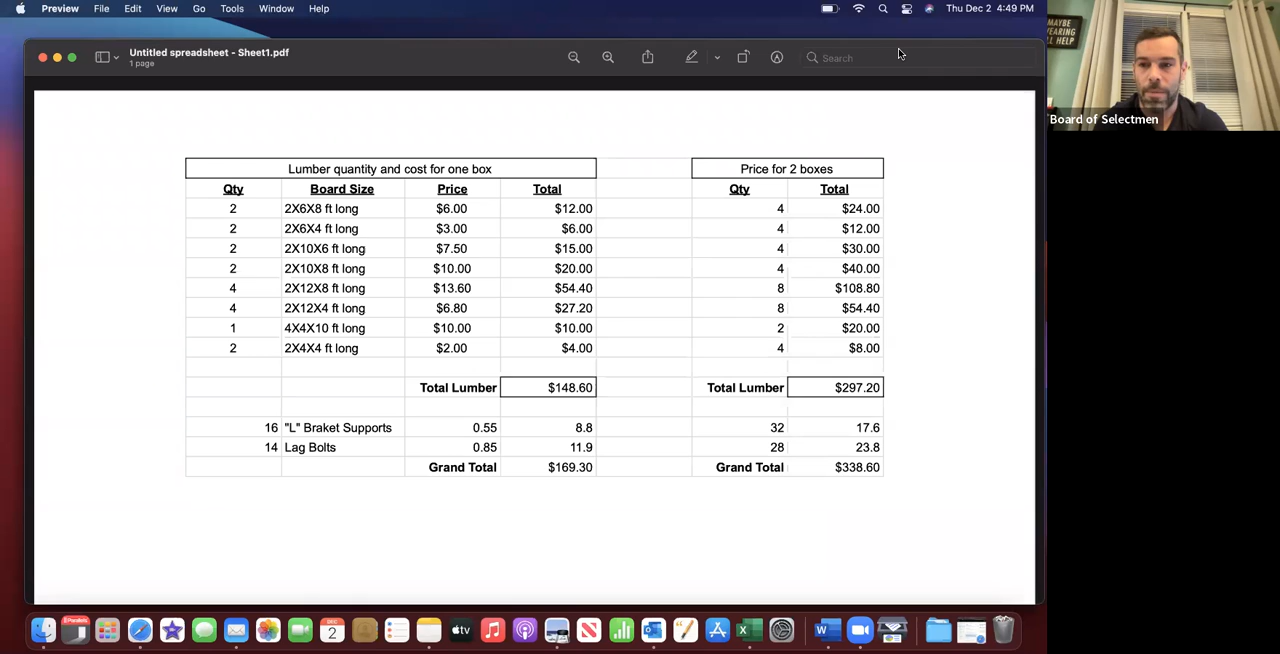 Preview File Edit View Go Tools Window Help Thu Dec 2 4:49 PM
Untitled spreadsheet - Sheet1.pdf
1 page
Search
MAYBE
HELP
Board of Selectmen
Lumber quantity and cost for one box Price for 2 boxes
Qty Board Size Price Total Qty Total
2 2X6X8 ft long $6.00 $12.00 4 $24.00
2 2X6X4 ft long $3.00 $6.00 4 $12.00
2 2X10X6 ft long $7.50 $15.00 4 $30.00
2 2X10X8 ft long $10.00 $20.00 4 $40.00
4 2X12X8 ft long $13.60 $54.40 8 $108.80
4 2X12X4 ft long $6.80 $27.20 8 $54.40
1 4X4X10 ft long $10.00 $10.00 2 $20.00
2 2X4X4 ft long $2.00 $4.00 4 $8.00
Total Lumber $148.60 Total Lumber $297.20
16 "L" Braket Supports 0.55 8.8 32 17.6
14 Lag Bolts 0.85 11.9 28 23.8
Grand Total $169.30 Grand Total $338.60
DEC
2